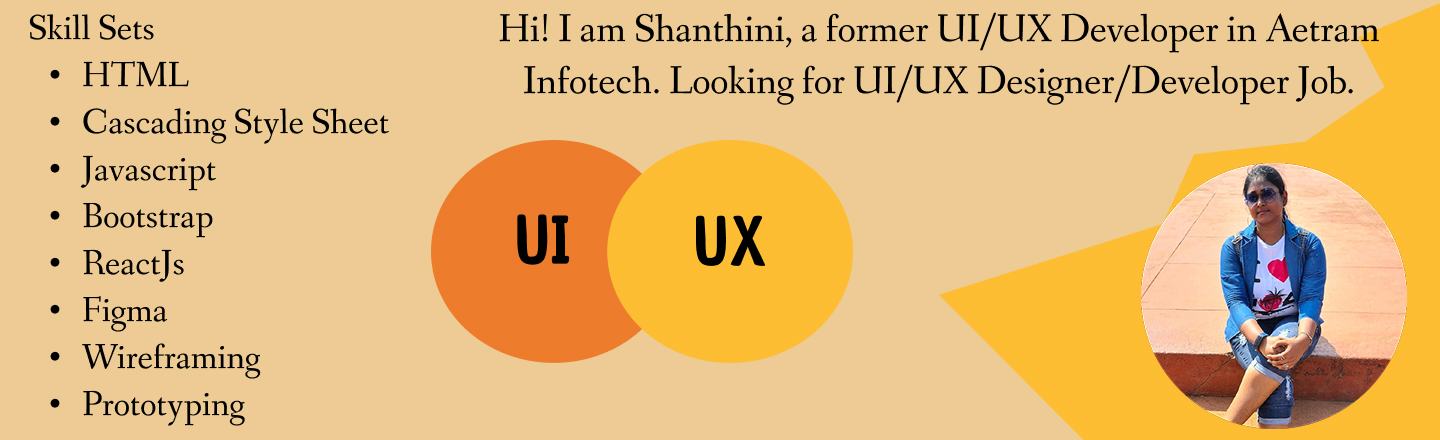 Skill Sets
• HTML
• Cascading Style Sheet
• Javascript
• Bootstrap
• ReactJs
• Figma
• Wireframing
• Prototyping
Hi! I am Shanthini, a former UI/UX Developer in Aetram
Infotech. Looking for UI/UX Designer/Developer Job.
UI
UX
I